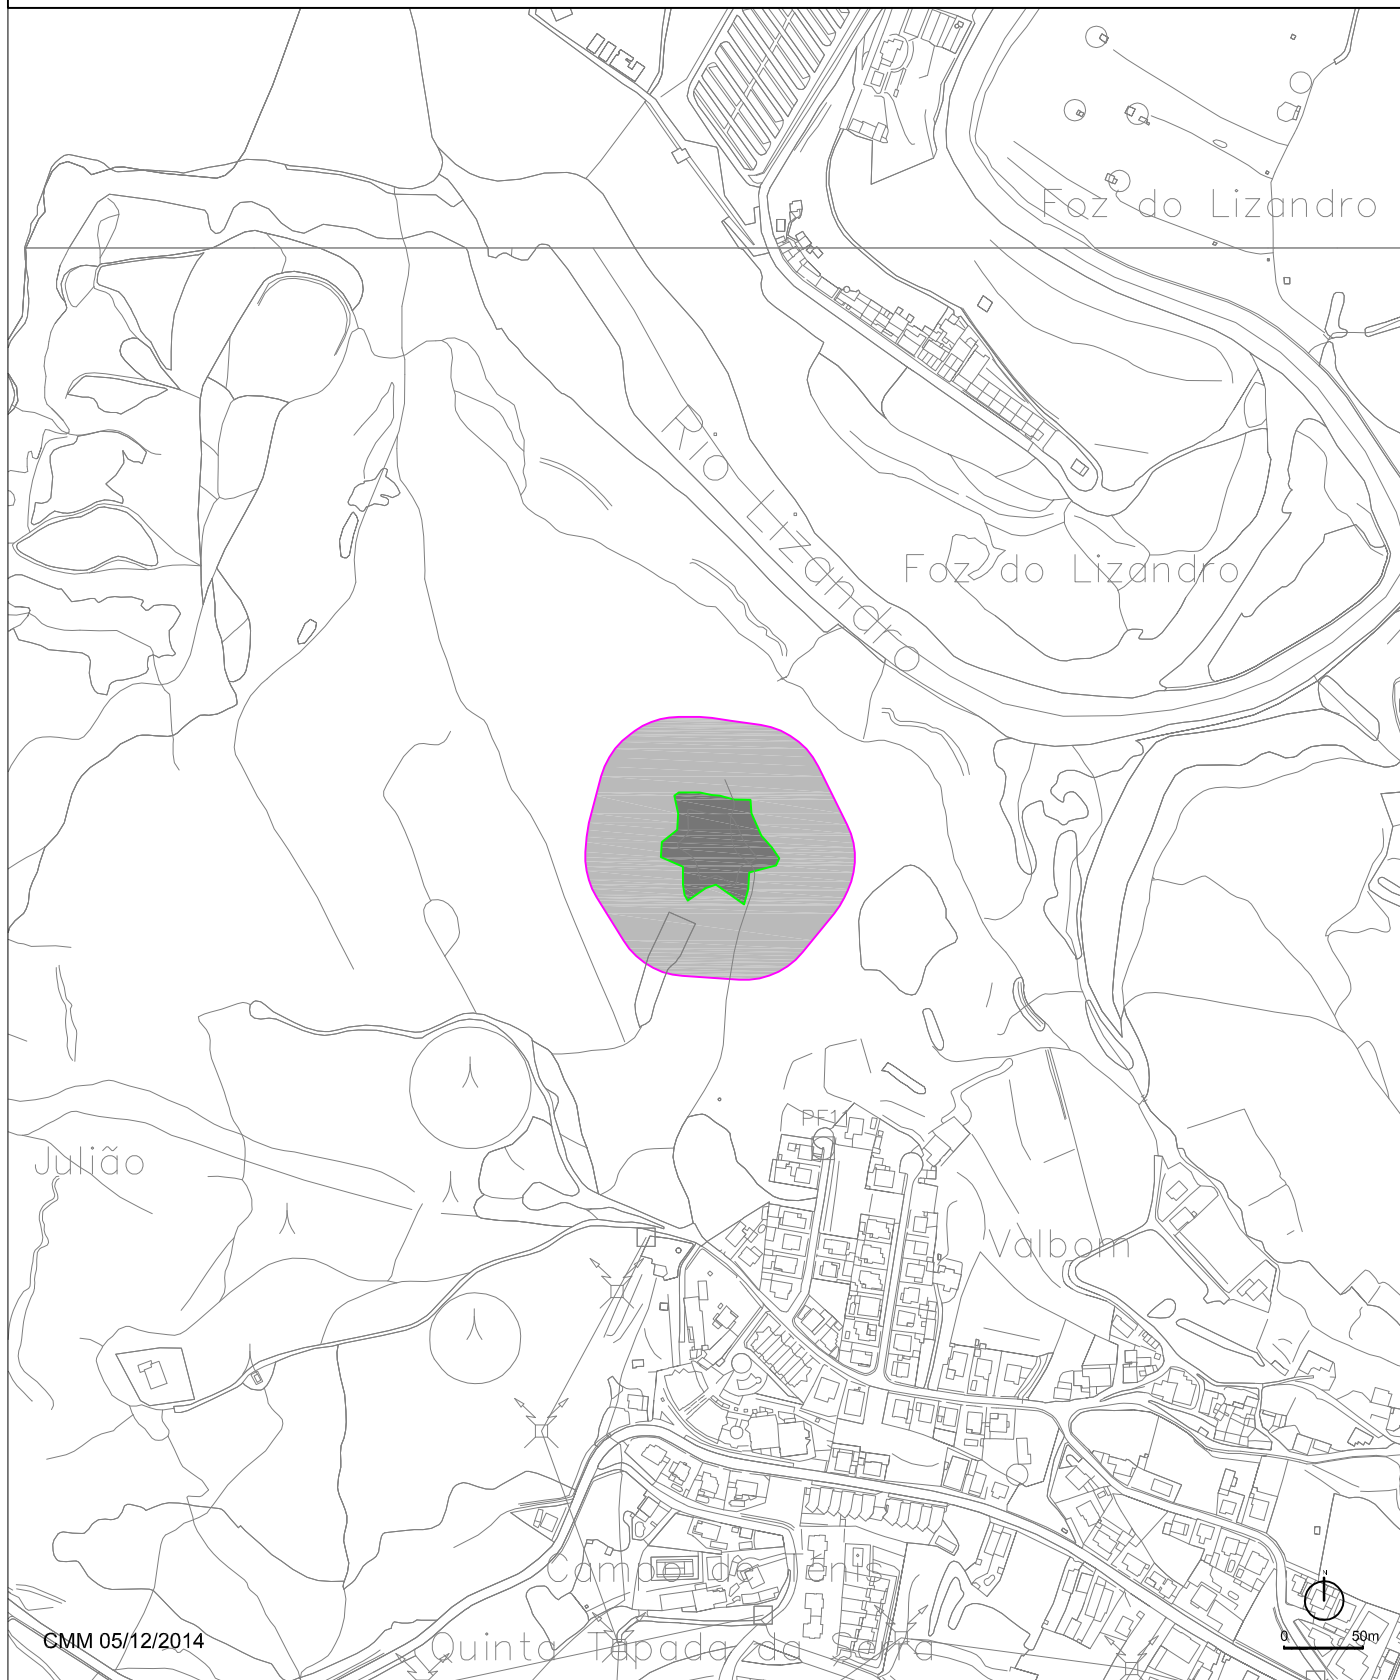 Foz do Lizandro
Rio Lizandro
Foz do Lizandro
PF11
Julião
Valbom
Campo de Ténis
Quinta Tapada da Serra
CMM 05/12/2014
N
0 50m